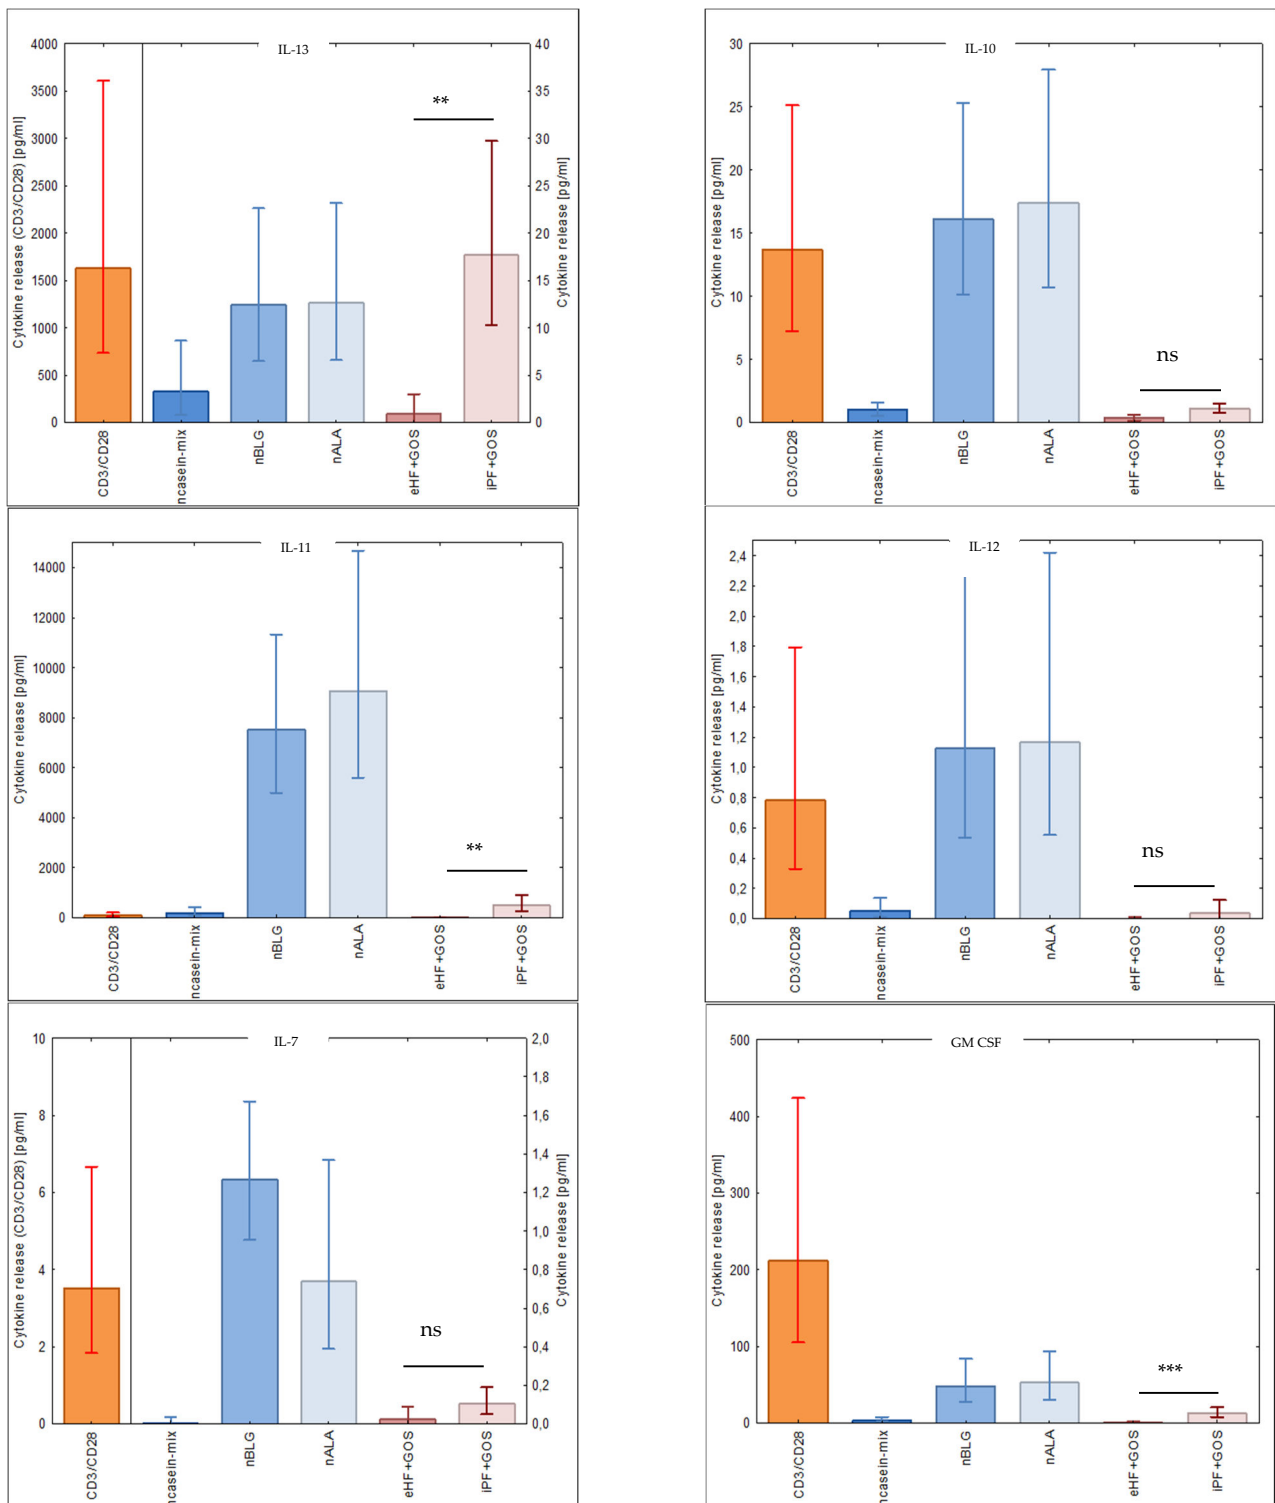 IL-13
Cytokine release (CD3/CD28) [pg/ml]
4000
3500
3000
2500
2000
1500
1000
500
0
40
35
30
25
20
15
10
5
0
Cytokine release [pg/ml]
**
CD3/CD28
ncasein-mix
nBLG
nALA
eHF+GOS
iPF+GOS
IL-10
Cytokine release [pg/ml]
30
25
20
15
10
5
0
ns
CD3/CD28
ncasein-mix
nBLG
nALA
eHF+GOS
iPF+GOS
IL-11
Cytokine release [pg/ml]
14000
12000
10000
8000
6000
4000
2000
0
**
CD3/CD28
ncasein-mix
nBLG
nALA
eHF+GOS
iPF+GOS
IL-12
Cytokine release [pg/ml]
2,4
2,2
2,0
1,8
1,6
1,4
1,2
1,0
0,8
0,6
0,4
0,2
0,0
ns
CD3/CD28
ncasein-mix
nBLG
nALA
eHF+GOS
iPF+GOS
IL-7
Cytokine release (CD3/CD28) [pg/ml]
10
8
6
4
2
0
2,0
1,8
1,6
1,4
1,2
1,0
0,8
0,6
0,4
0,2
0,0
Cytokine release [pg/ml]
ns
CD3/CD28
ncasein-mix
nBLG
nALA
eHF+GOS
iPF+GOS
GM CSF
Cytokine release [pg/ml]
500
400
300
200
100
0
***
CD3/CD28
ncasein-mix
nBLG
nALA
eHF+GOS
iPF+GOS